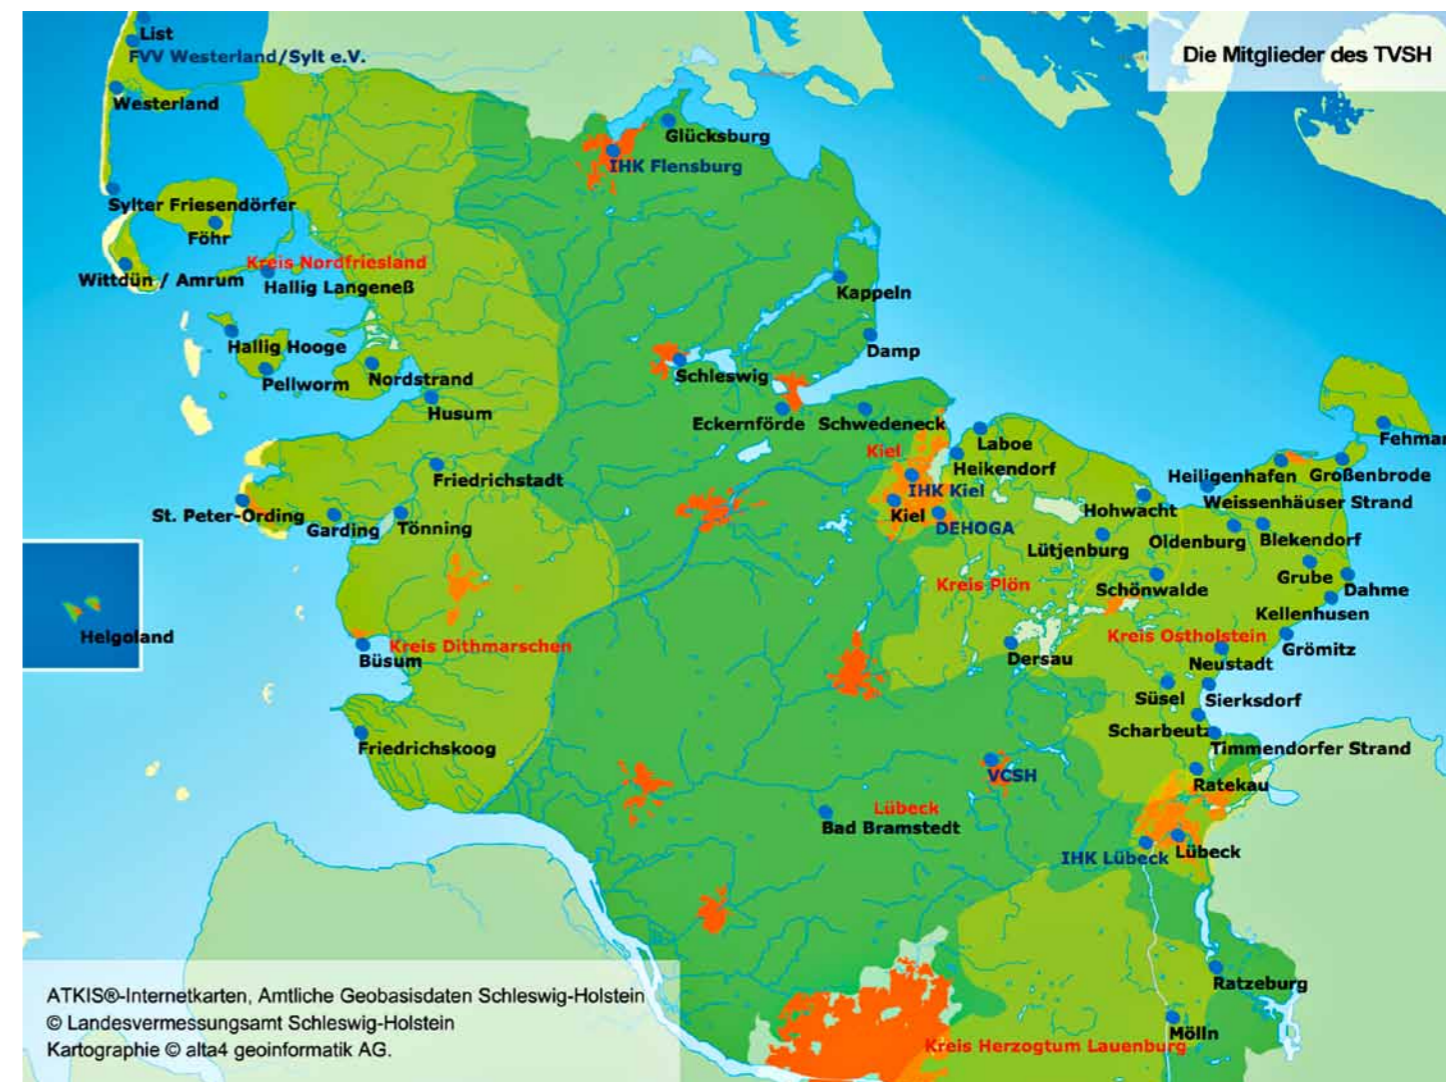 Die Mitglieder des TVSH
List
FVV Westerland/Sylt e.V.
Westerland
Glücksburg
IHK Flensburg
Sylter Friesendörfer
Föhr
Kreis Nordfriesland
Wittdün / Amrum
Hallig Langeneß
Kappeln
Hallig Hooge
Damp
Pellworm
Nordstrand
Schleswig
Husum
Eckernförde
Schwedeneck
Laboe
Fehmar
Kiel
Heikendorf
Heiligenhafen
Großenbrode
Friedrichstadt
IHK Kiel
Weissenhäuser Strand
St. Peter-Ording
Garding
Tönning
Kiel
DEHOGA
Hohwacht
Lütjenburg
Oldenburg
Blekendorf
Kreis Plön
Schönwalde
Grube
Dahme
Kellenhusen
Helgoland
Kreis Dithmarschen
Büsum
Kreis Ostholstein
Dersau
Neustadt
Grömitz
Süsel
Sierksdorf
Scharbeutz
Friedrichskoog
Timmendorfer Strand
VCSH
Ratekau
Lübeck
Bad Bramstedt
IHK Lübeck
Lübeck
Ratzeburg
Mölln
Kreis Herzogtum Lauenburg
ATKIS®-Internetkarten, Amtliche Geobasisdaten Schleswig-Holstein
© Landesvermessungsamt Schleswig-Holstein
Kartographie © alta4 geoinformatik AG.